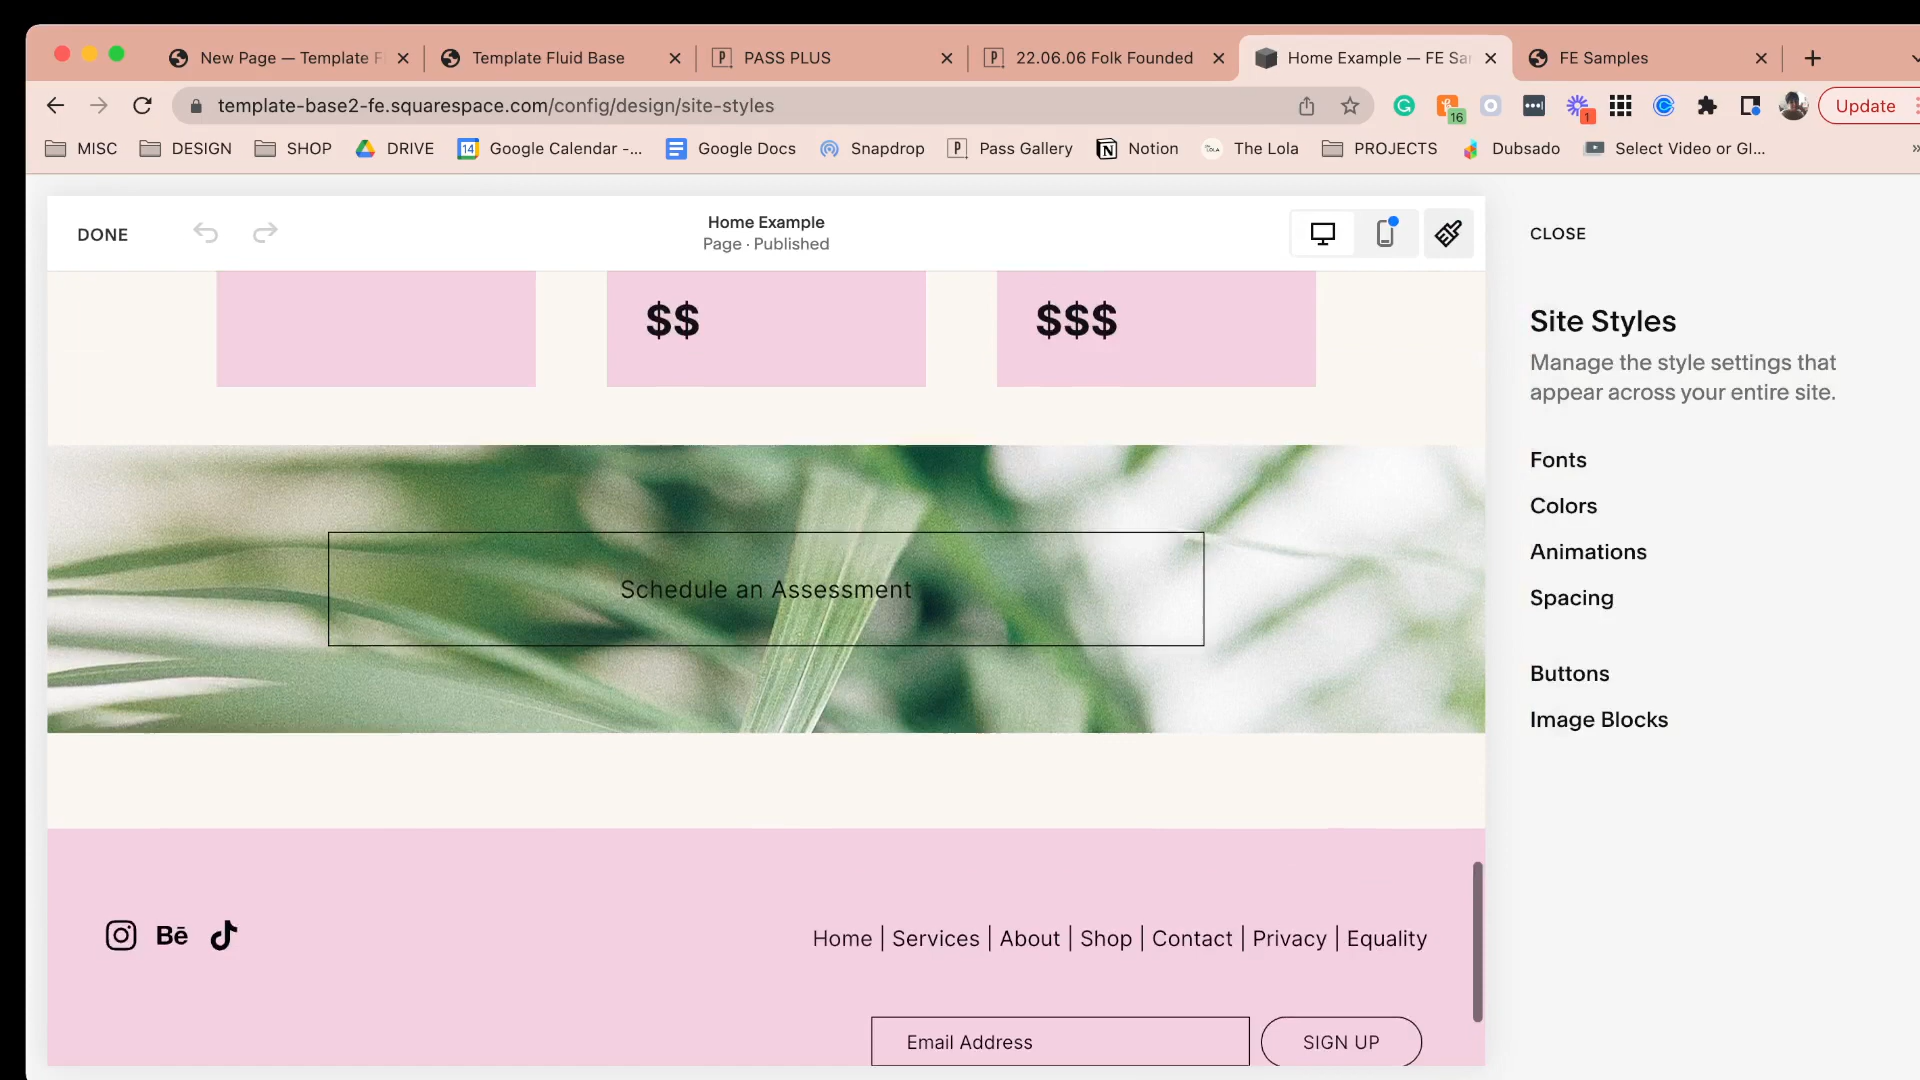 New Page — Template F
Template Fluid Base
PASS PLUS
22.06.06 Folk Founded
Home Example — FE Sa
FE Samples
template-base2-fe.squarespace.com/config/design/site-styles
16
1
Update
MISC
DESIGN
SHOP
DRIVE
14
Google Calendar -...
Google Docs
Snapdrop
Pass Gallery
Notion
The Lola
PROJECTS
Dubsado
Select Video or GI...
»
DONE
Home Example
Page · Published
CLOSE
$$
$$$
Schedule an Assessment
Bē
Home | Services | About | Shop | Contact | Privacy | Equality
Email Address
SIGN UP
Site Styles
Manage the style settings that
appear across your entire site.
Fonts
Colors
Animations
Spacing
Buttons
Image Blocks